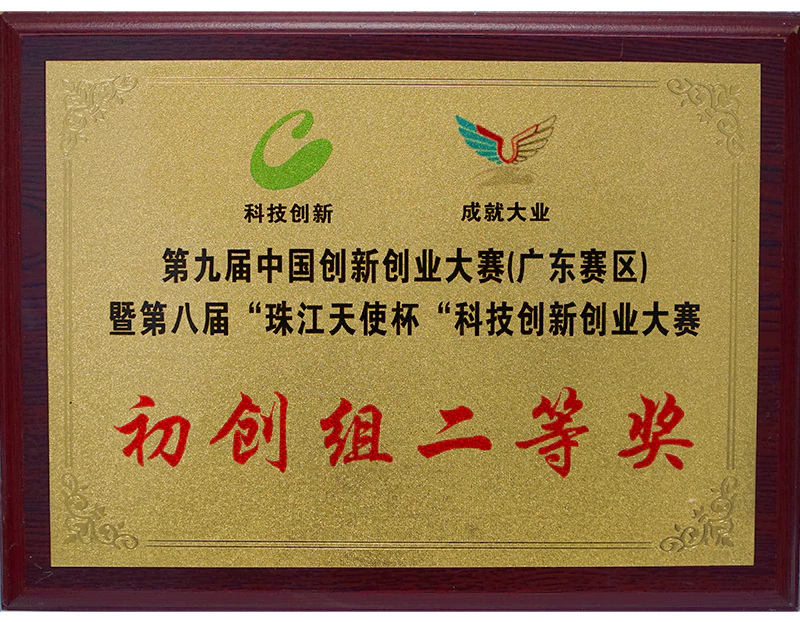 科技创新
成就大业
第九届中国创新创业大赛(广东赛区)
暨第八届“珠江天使杯“科技创新创业大赛
初创组二等奖